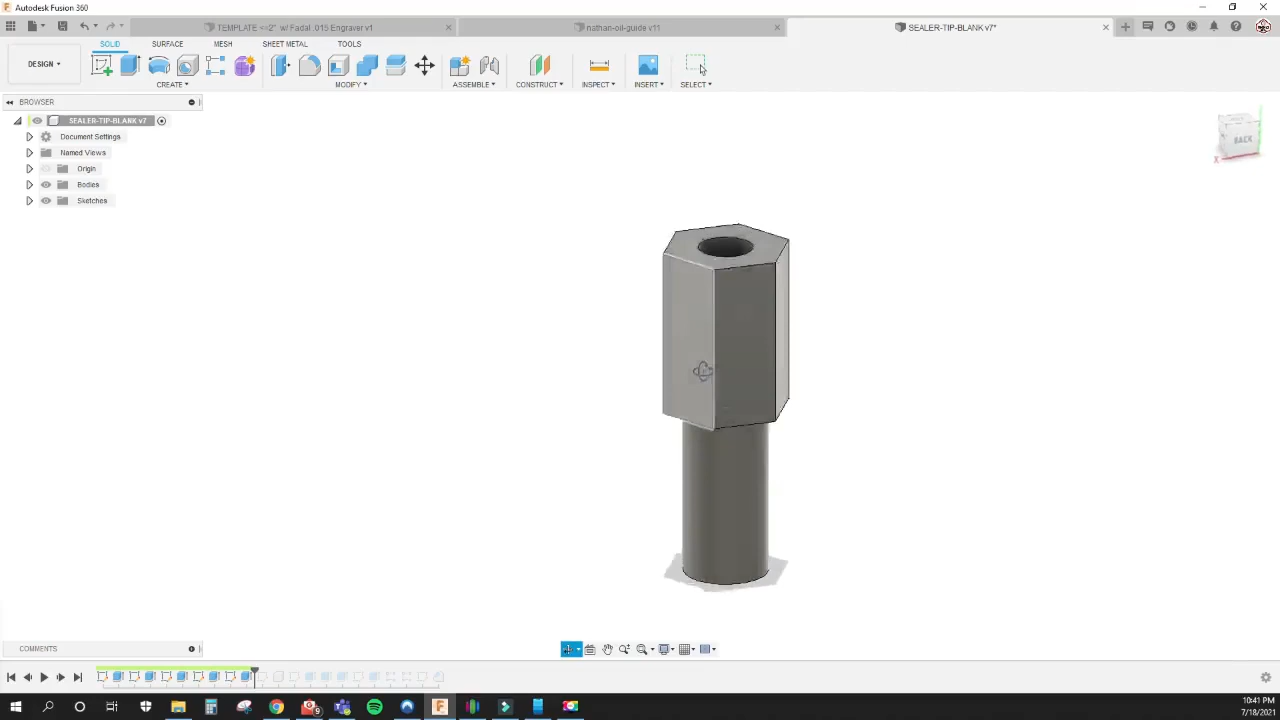 Autodesk Fusion 360
TEMPLATE <=2" w/ Fadal .015 Engraver v1
nathan-oil-guide v11
SEALER-TIP-BLANK v7*
SOLID
SURFACE
MESH
SHEET METAL
TOOLS
DESIGN
CREATE
MODIFY
ASSEMBLE
CONSTRUCT
INSPECT
INSERT
SELECT
BROWSER
SEALER-TIP-BLANK v7
Document Settings
Named Views
Origin
Bodies
Sketches
BACK
X
COMMENTS
10:41 PM
7/18/2021